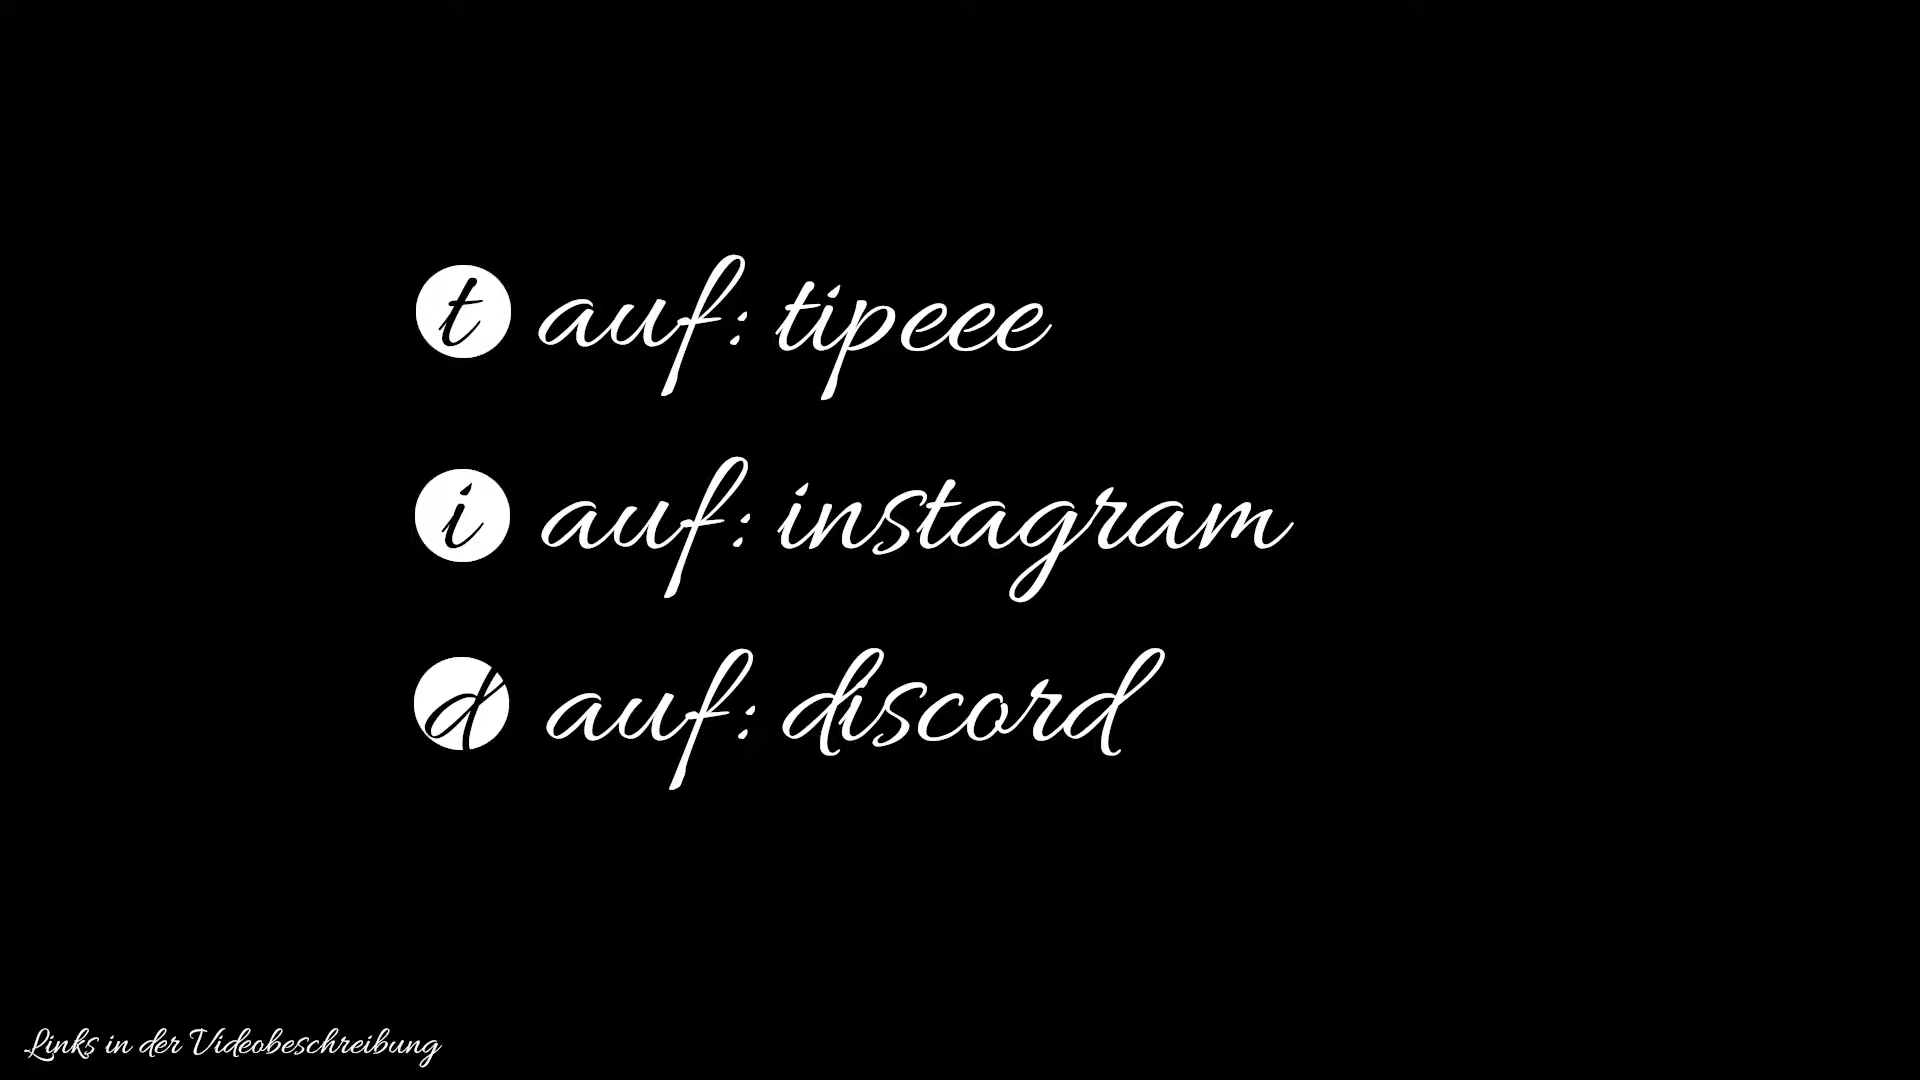 t auf: tipeee
i auf: instagram
d auf: discord
Links in der Videobeschreibung